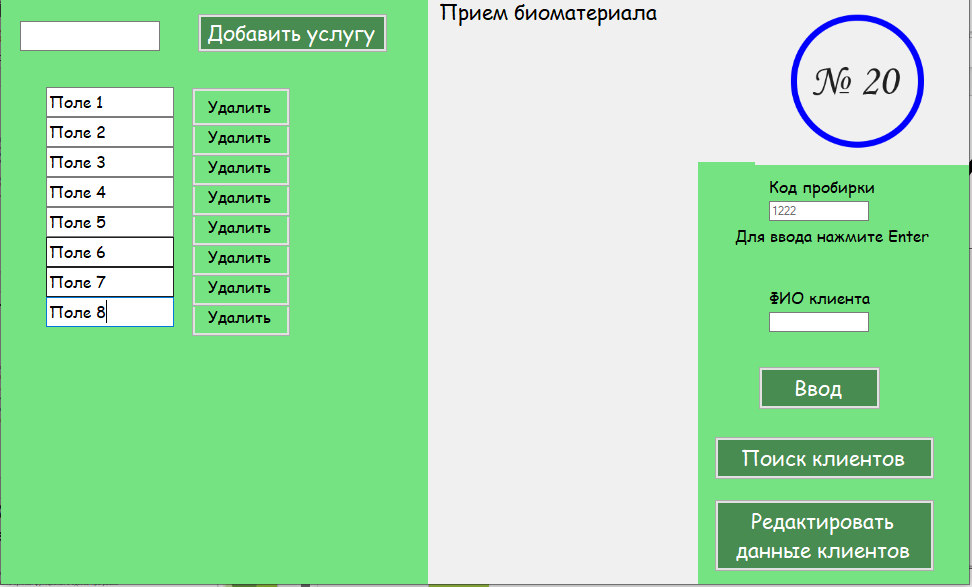 Прием биоматериала
№ 20
Добавить услугу
Поле 1 Удалить
Поле 2 Удалить
Поле 3 Удалить
Поле 4 Удалить
Поле 5 Удалить
Поле 6 Удалить
Поле 7 Удалить
Поле 8 Удалить
Код пробирки
1222
Для ввода нажмите Enter
ФИО клиента
Ввод
Поиск клиентов
Редактировать
данные клиентов